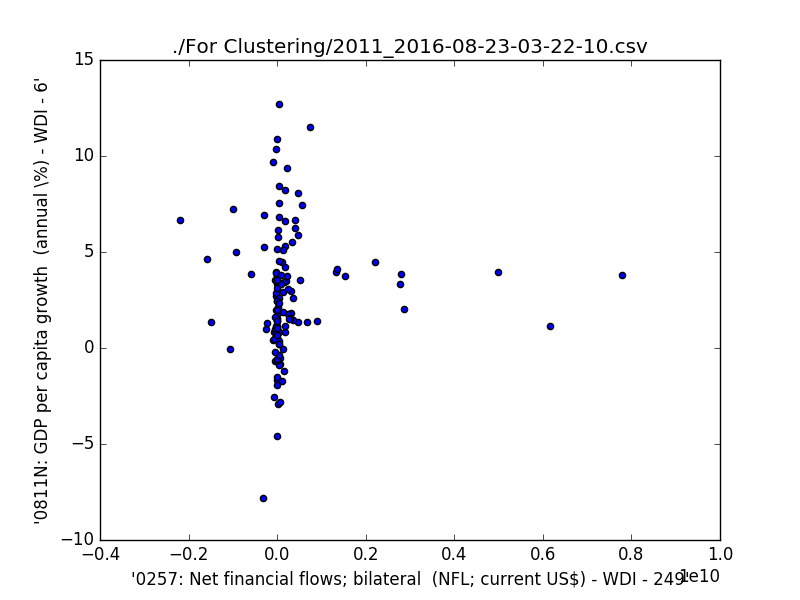 ./For Clustering/2011_2016-08-23-03-22-10.csv
'0811N: GDP per capita growth  (annual \%) - WDI - 6'
15
10
5
0
−5
−10
−0.4 −0.2 0.0 0.2 0.4 0.6 0.8 1.0
1e10
'0257: Net financial flows; bilateral  (NFL; current US$) - WDI - 249'